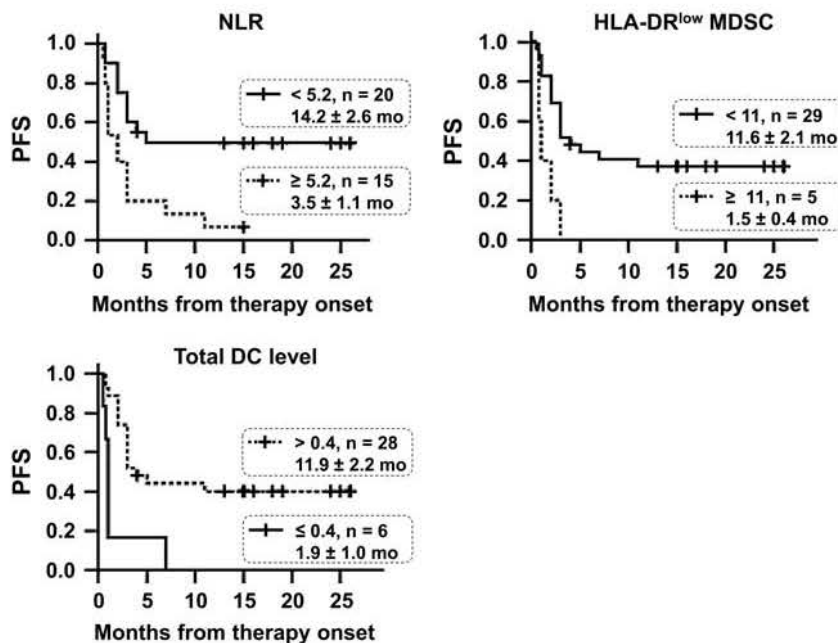 NLR
PFS
1.0
0.8
0.6
0.4
0.2
0.0
< 5.2, n = 20
14.2 ± 2.6 mo
≥ 5.2, n = 15
3.5 ± 1.1 mo
0 5 10 15 20 25
Months from therapy onset
HLA-DRlow MDSC
PFS
1.0
0.8
0.6
0.4
0.2
0.0
< 11, n = 29
11.6 ± 2.1 mo
≥ 11, n = 5
1.5 ± 0.4 mo
0 5 10 15 20 25
Months from therapy onset
Total DC level
PFS
1.0
0.8
0.6
0.4
0.2
0.0
> 0.4, n = 28
11.9 ± 2.2 mo
≤ 0.4, n = 6
1.9 ± 1.0 mo
0 5 10 15 20 25
Months from therapy onset